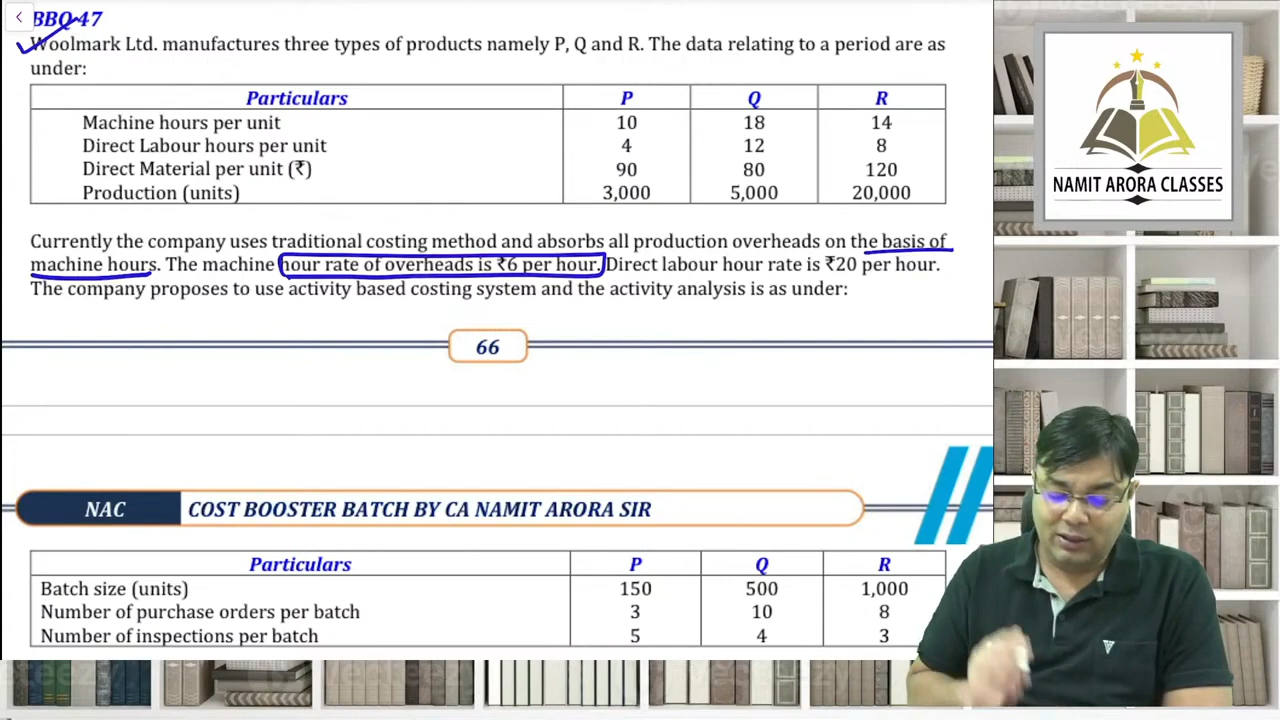 BBQ 47
Woolmark Ltd. manufactures three types of products namely P, Q and R. The data relating to a period are as
under:
Particulars P Q R
Machine hours per unit 10 18 14
Direct Labour hours per unit 4 12 8
Direct Material per unit (₹) 90 80 120
Production (units) 3,000 5,000 20,000
Currently the company uses traditional costing method and absorbs all production overheads on the basis of
machine hours. The machine hour rate of overheads is ₹6 per hour. Direct labour hour rate is ₹20 per hour.
The company proposes to use activity based costing system and the activity analysis is as under:
66
NAC COST BOOSTER BATCH BY CA NAMIT ARORA SIR
Particulars P Q R
Batch size (units) 150 500 1,000
Number of purchase orders per batch 3 10 8
Number of inspections per batch 5 4 3
NAMIT ARORA CLASSES